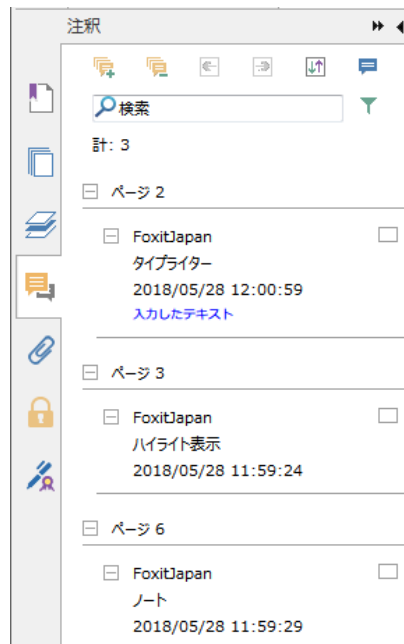 注釈
検索
計: 3
ページ 2
FoxitJapan
タイプライター
2018/05/28 12:00:59
入力したテキスト
ページ 3
FoxitJapan
ハイライト表示
2018/05/28 11:59:24
ページ 6
FoxitJapan
ノート
2018/05/28 11:59:29